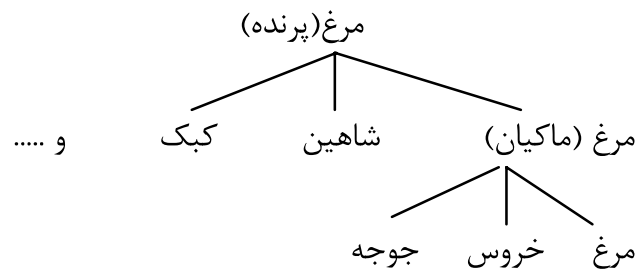 مرغ(پرنده)
مرغ (ماکیان) شاهین کبک و .....
مرغ خروس جوجه